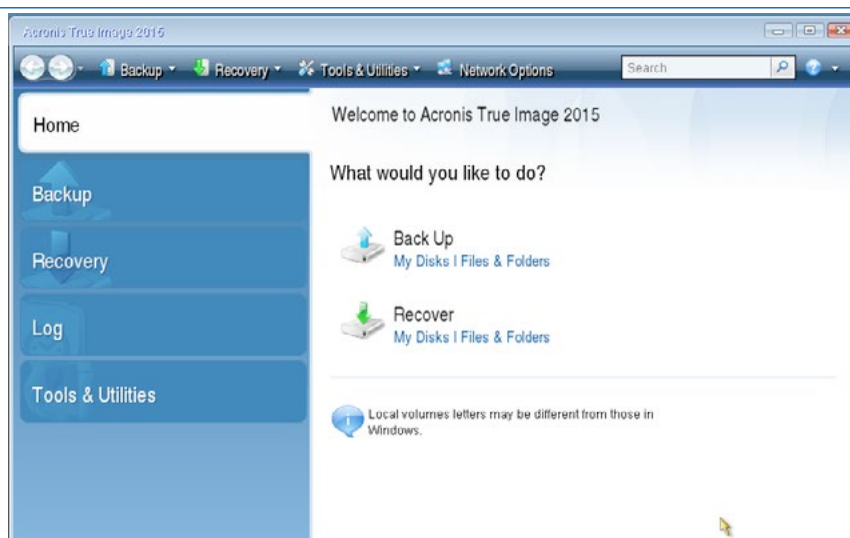 Acronis True Image 2015
Backup Recovery Tools & Utilities Network Options Search
Home
Backup
Recovery
Log
Tools & Utilities
Welcome to Acronis True Image 2015
What would you like to do?
Back Up
My Disks | Files & Folders
Recover
My Disks | Files & Folders
Local volumes letters may be different from those in
Windows.